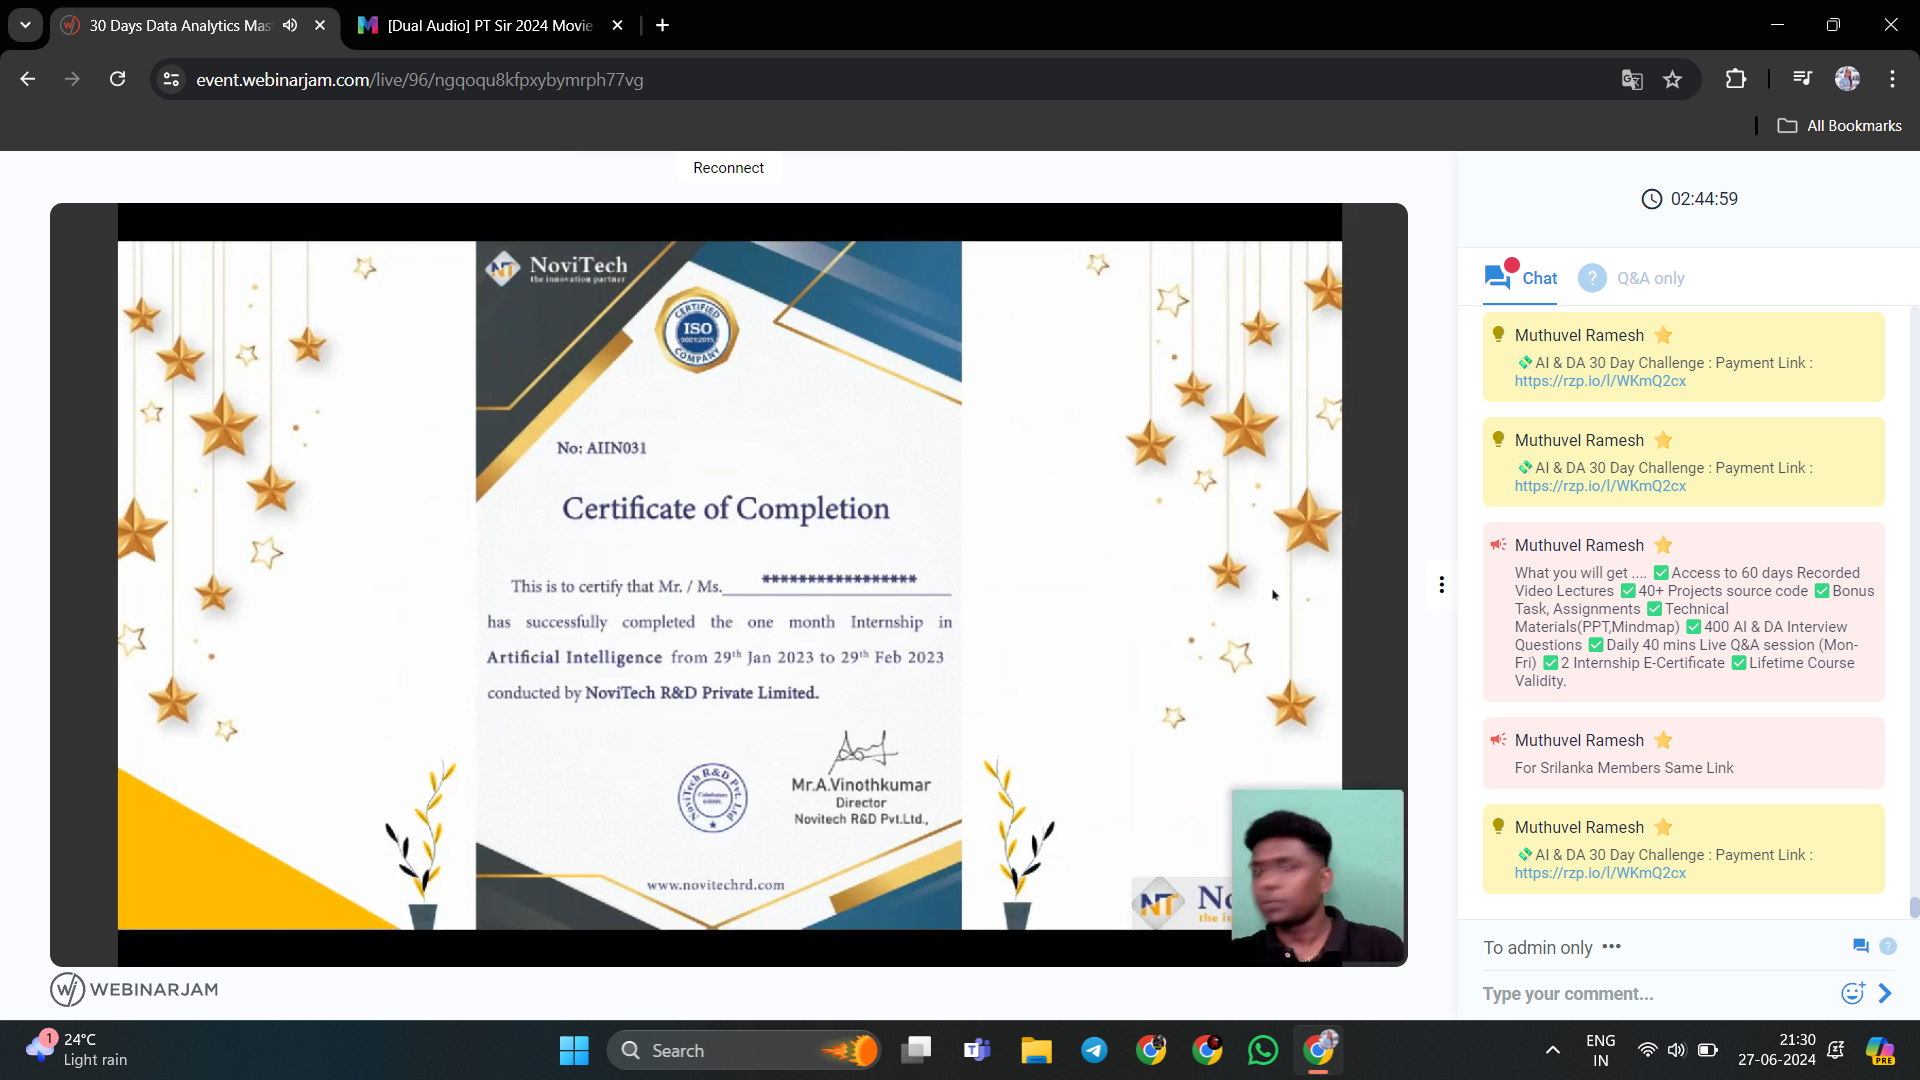 30 Days Data Analytics Mas
[Dual Audio] PT Sir 2024 Movie
event.webinarjam.com/live/96/ngqoqu8kfpxybymrph77vg
All Bookmarks
Reconnect
02:44:59
Chat
? Q&A only
NoviTech
the innovation partner
CERTIFIED
ISO
9001:2015
COMPANY
No: AIIN031
Certificate of Completion
This is to certify that Mr. / Ms. *****************
has successfully completed the one month Internship in
Artificial Intelligence from 29th Jan 2023 to 29th Feb 2023
conducted by NoviTech R&D Private Limited.
NoviTech R&D Pvt. Ltd
Mr.A.Vinothkumar
Director
Novitech R&D Pvt.Ltd.,
www.novitechrd.com
NT
WEBINARJAM
Muthuvel Ramesh
💸AI & DA 30 Day Challenge : Payment Link :
https://rzp.io/l/WKmQ2cx
Muthuvel Ramesh
💸AI & DA 30 Day Challenge : Payment Link :
https://rzp.io/l/WKmQ2cx
Muthuvel Ramesh
What you will get .... ✅Access to 60 days Recorded
Video Lectures ✅40+ Projects source code ✅Bonus
Task, Assignments ✅Technical
Materials(PPT,Mindmap) ✅400 AI & DA Interview
Questions ✅Daily 40 mins Live Q&A session (Mon-
Fri) ✅2 Internship E-Certificate ✅Lifetime Course
Validity.
Muthuvel Ramesh
For Srilanka Members Same Link
Muthuvel Ramesh
💸AI & DA 30 Day Challenge : Payment Link :
https://rzp.io/l/WKmQ2cx
To admin only •••
Type your comment...
1
24°C
Light rain
Search
ENG
IN
21:30
27-06-2024
PRE